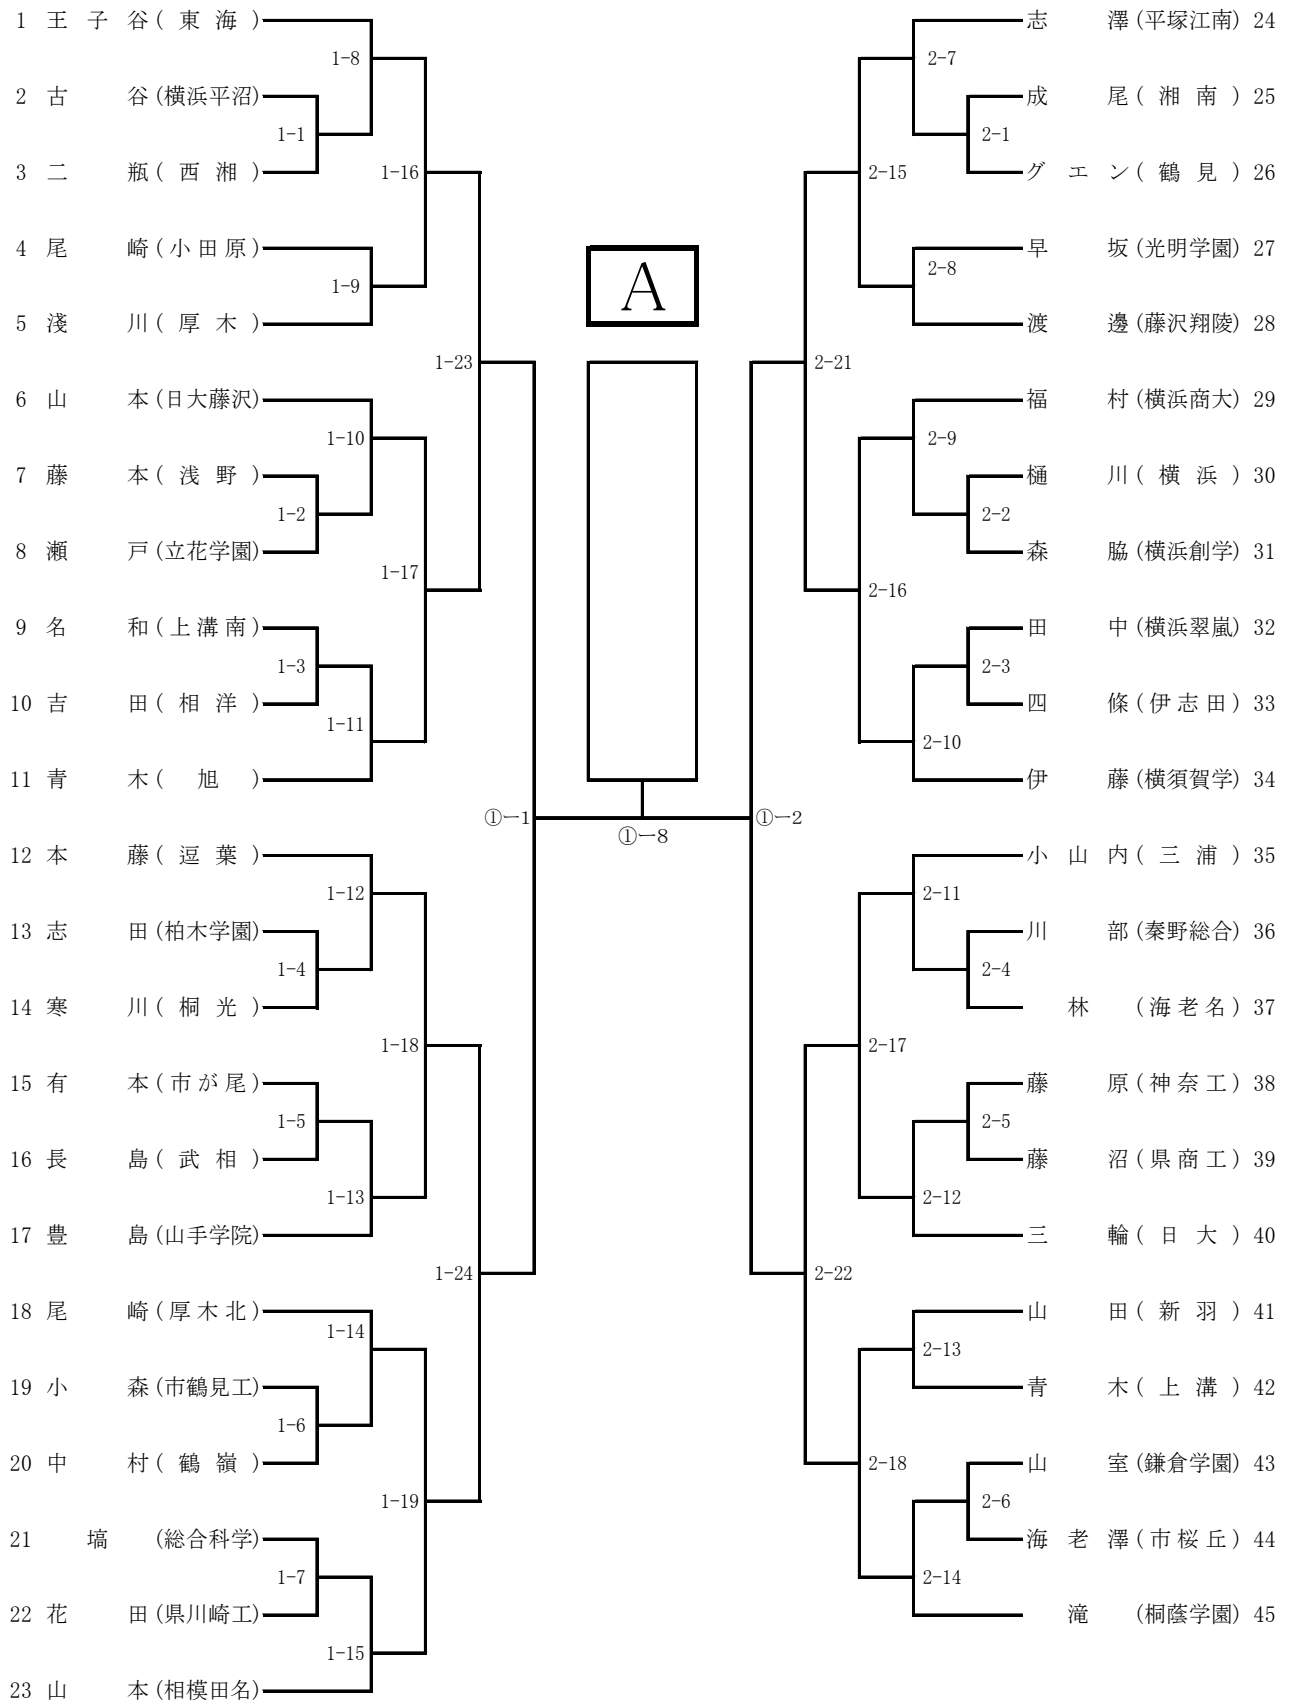 1 王子谷(東海)
1-8
2 古谷(横浜平沼)
1-1
3 二瓶(西湘)
1-16
4 尾崎(小田原)
1-9
5 淺川(厚木)
1-23
6 山本(日大藤沢)
1-10
7 藤本(浅野)
1-2
8 瀬戸(立花学園)
1-17
9 名和(上溝南)
1-3
10 吉田(相洋)
1-11
11 青木(旭)
①ー1
12 本藤(逗葉)
1-12
13 志田(柏木学園)
1-4
14 寒川(桐光)
1-18
15 有本(市が尾)
1-5
16 長島(武相)
1-13
17 豊島(山手学院)
1-24
18 尾崎(厚木北)
1-14
19 小森(市鶴見工)
1-6
20 中村(鶴嶺)
1-19
21 塙(総合科学)
1-7
22 花田(県川崎工)
1-15
23 山本(相模田名)
A
①ー8
志澤(平塚江南) 24
2-7
成尾(湘南) 25
2-1
グエン(鶴見) 26
2-15
早坂(光明学園) 27
2-8
渡邊(藤沢翔陵) 28
2-21
福村(横浜商大) 29
2-9
樋川(横浜) 30
2-2
森脇(横浜創学) 31
2-16
田中(横浜翠嵐) 32
2-3
四條(伊志田) 33
2-10
伊藤(横須賀学) 34
①ー2
小山内(三浦) 35
2-11
川部(秦野総合) 36
2-4
林(海老名) 37
2-17
藤原(神奈工) 38
2-5
藤沼(県商工) 39
2-12
三輪(日大) 40
2-22
山田(新羽) 41
2-13
青木(上溝) 42
2-18
山室(鎌倉学園) 43
2-6
海老澤(市桜丘) 44
2-14
滝(桐蔭学園) 45